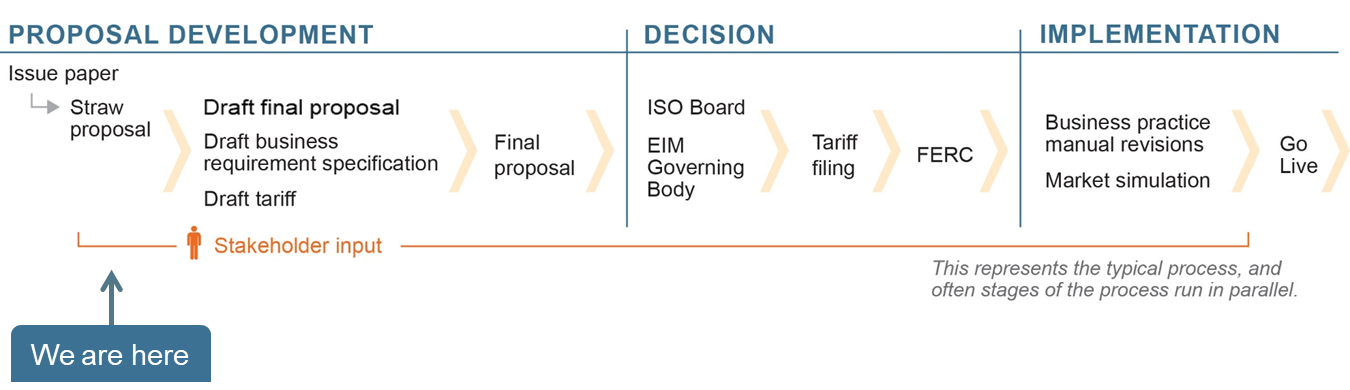 PROPOSAL DEVELOPMENT
DECISION
IMPLEMENTATION
Issue paper
Straw
proposal
Draft final proposal
Draft business
requirement specification
Draft tariff
Final
proposal
ISO Board
EIM
Governing
Body
Tariff
filing
FERC
Business practice
manual revisions
Market simulation
Go
Live
Stakeholder input
This represents the typical process, and
often stages of the process run in parallel.
We are here